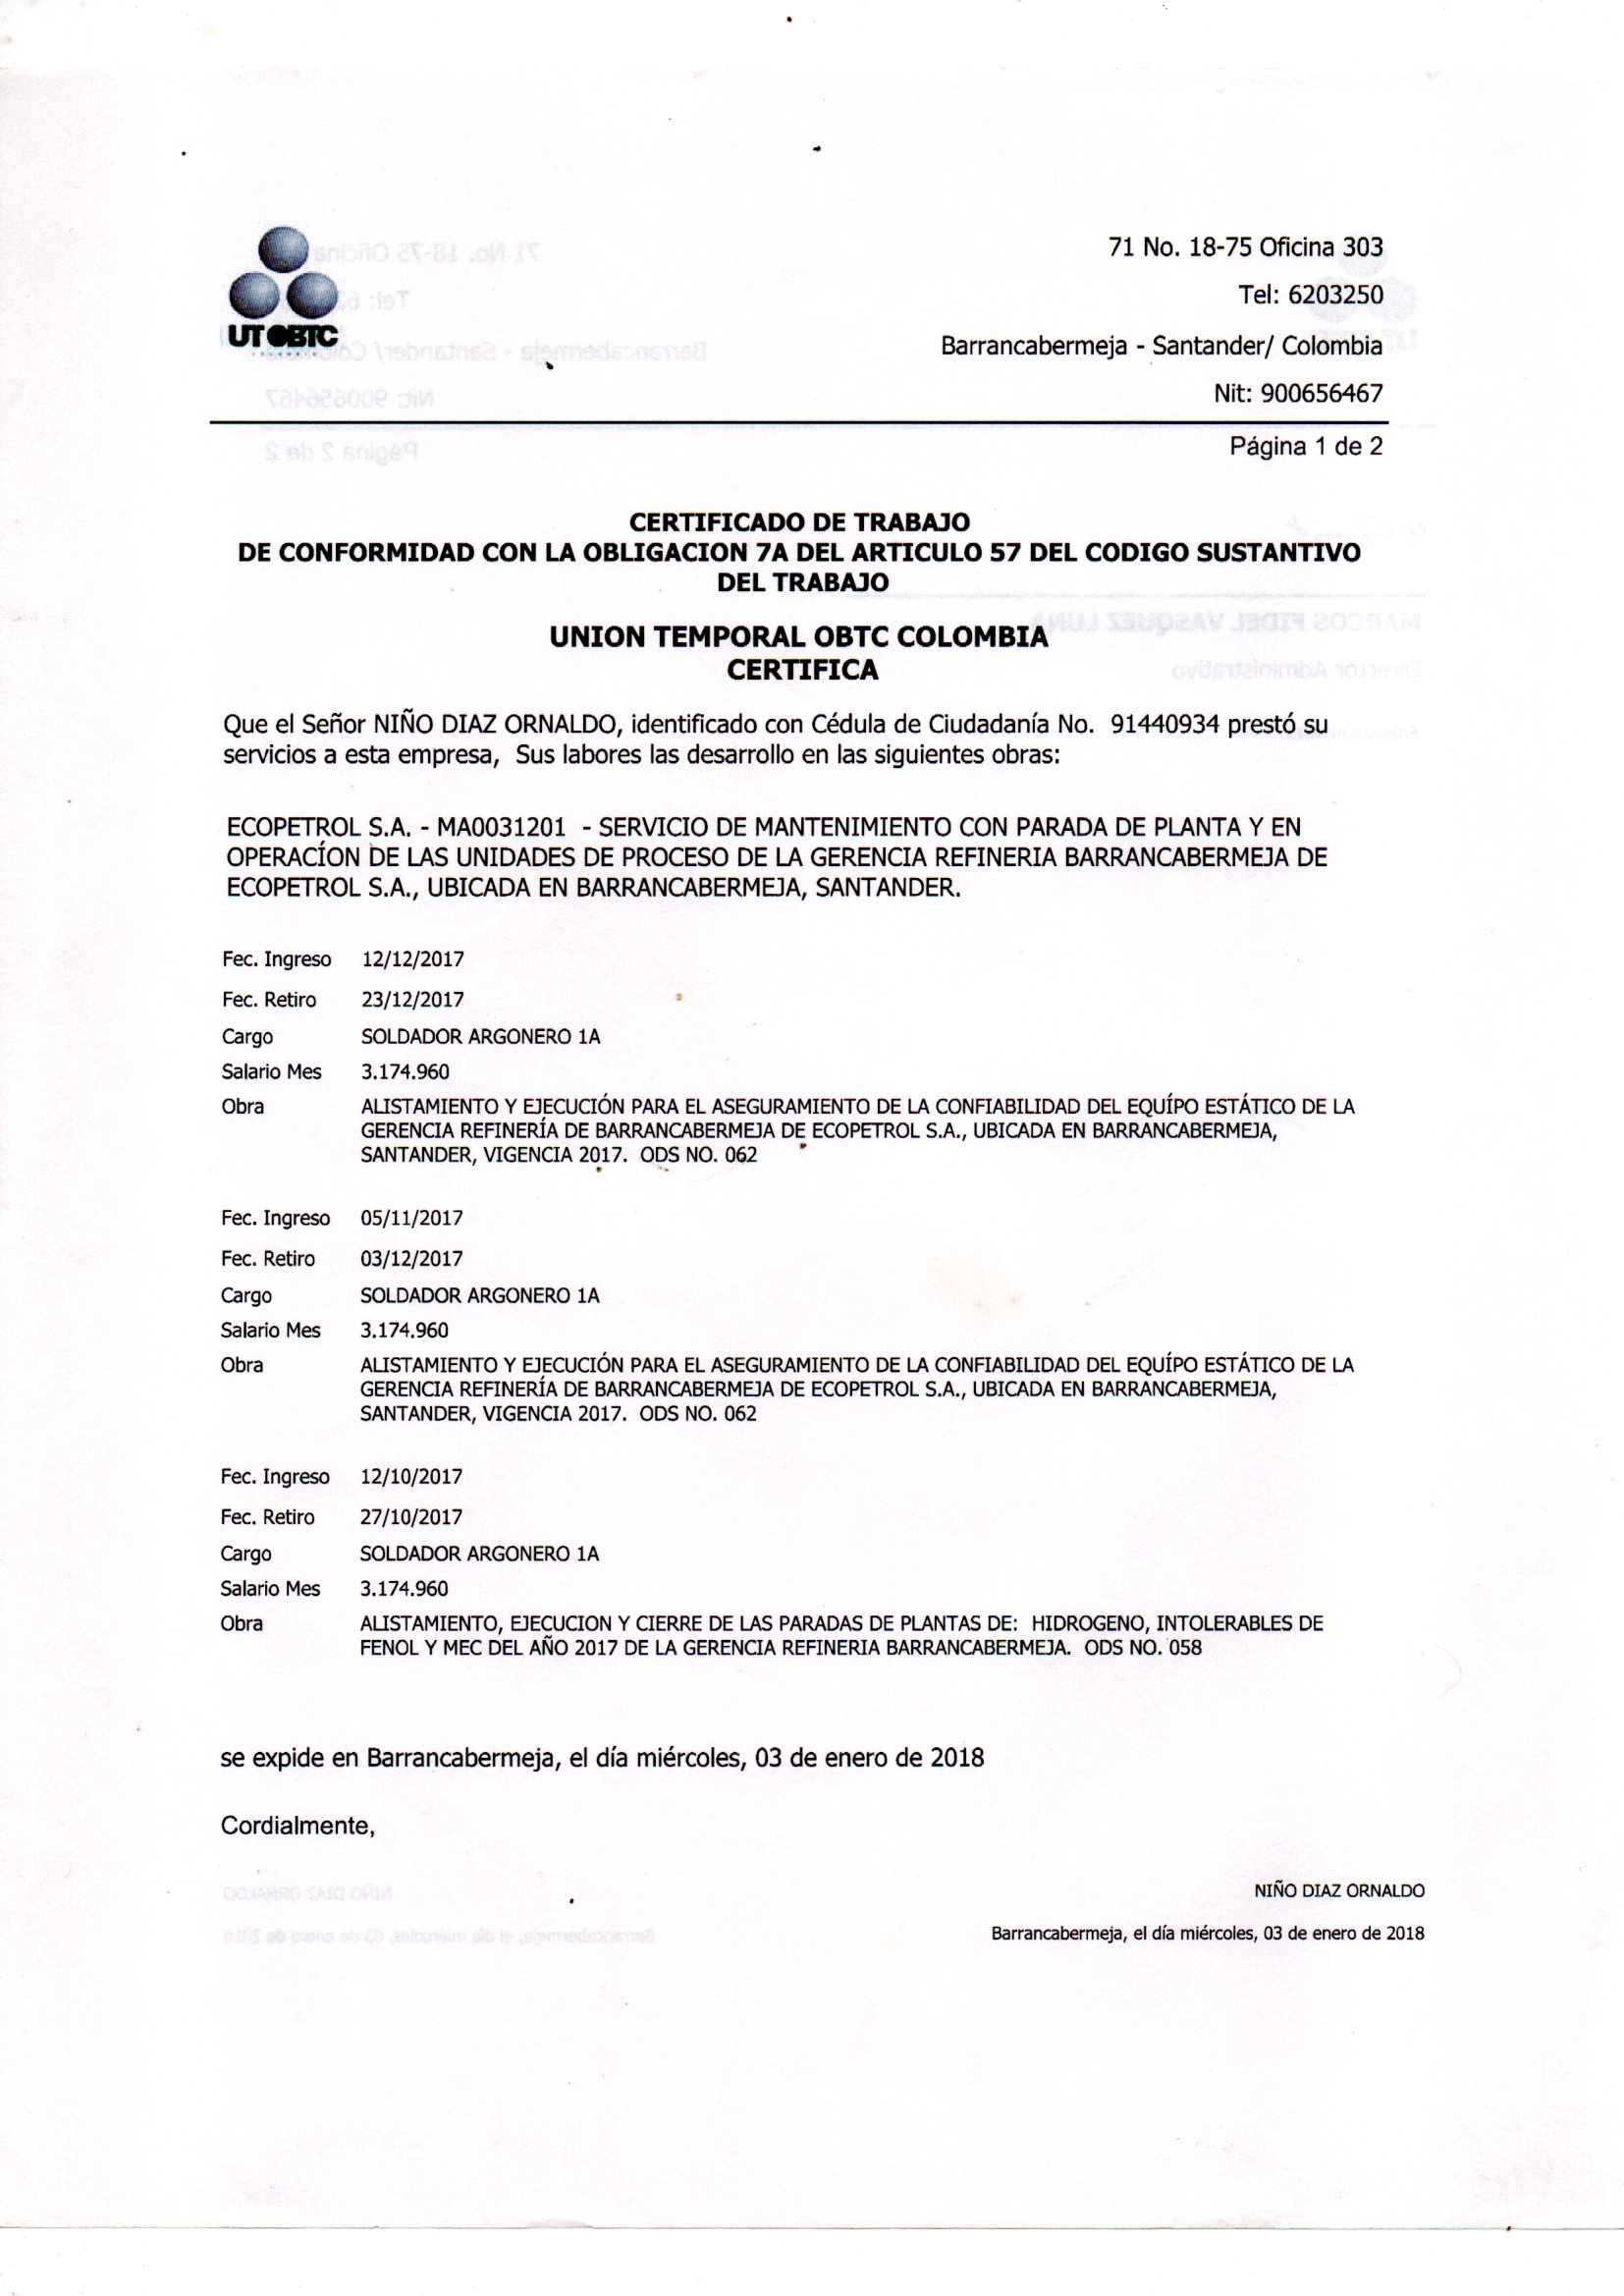 UT OBTC
71 No. 18-75 Oficina 303
Tel: 6203250
Barrancabermeja - Santander/ Colombia
Nit: 900656467
Página 1 de 2
CERTIFICADO DE TRABAJO
DE CONFORMIDAD CON LA OBLIGACION 7A DEL ARTICULO 57 DEL CODIGO SUSTANTIVO
DEL TRABAJO
UNION TEMPORAL OBTC COLOMBIA
CERTIFICA
Que el Señor NIÑO DIAZ ORNALDO, identificado con Cédula de Ciudadanía No. 91440934 prestó su
servicios a esta empresa, Sus labores las desarrollo en las siguientes obras:
ECOPETROL S.A. - MA0031201 - SERVICIO DE MANTENIMIENTO CON PARADA DE PLANTA Y EN
OPERACÍON DE LAS UNIDADES DE PROCESO DE LA GERENCIA REFINERIA BARRANCABERMEJA DE
ECOPETROL S.A., UBICADA EN BARRANCABERMEJA, SANTANDER.
Fec. Ingreso 12/12/2017
Fec. Retiro 23/12/2017
Cargo SOLDADOR ARGONERO 1A
Salario Mes 3.174.960
Obra ALISTAMIENTO Y EJECUCIÓN PARA EL ASEGURAMIENTO DE LA CONFIABILIDAD DEL EQUÍPO ESTÁTICO DE LA
GERENCIA REFINERÍA DE BARRANCABERMEJA DE ECOPETROL S.A., UBICADA EN BARRANCABERMEJA,
SANTANDER, VIGENCIA 2017. ODS NO. 062
Fec. Ingreso 05/11/2017
Fec. Retiro 03/12/2017
Cargo SOLDADOR ARGONERO 1A
Salario Mes 3.174.960
Obra ALISTAMIENTO Y EJECUCIÓN PARA EL ASEGURAMIENTO DE LA CONFIABILIDAD DEL EQUÍPO ESTÁTICO DE LA
GERENCIA REFINERÍA DE BARRANCABERMEJA DE ECOPETROL S.A., UBICADA EN BARRANCABERMEJA,
SANTANDER, VIGENCIA 2017. ODS NO. 062
Fec. Ingreso 12/10/2017
Fec. Retiro 27/10/2017
Cargo SOLDADOR ARGONERO 1A
Salario Mes 3.174.960
Obra ALISTAMIENTO, EJECUCION Y CIERRE DE LAS PARADAS DE PLANTAS DE: HIDROGENO, INTOLERABLES DE
FENOL Y MEC DEL AÑO 2017 DE LA GERENCIA REFINERIA BARRANCABERMEJA. ODS NO. 058
se expide en Barrancabermeja, el día miércoles, 03 de enero de 2018
Cordialmente,
NIÑO DIAZ ORNALDO
Barrancabermeja, el día miércoles, 03 de enero de 2018